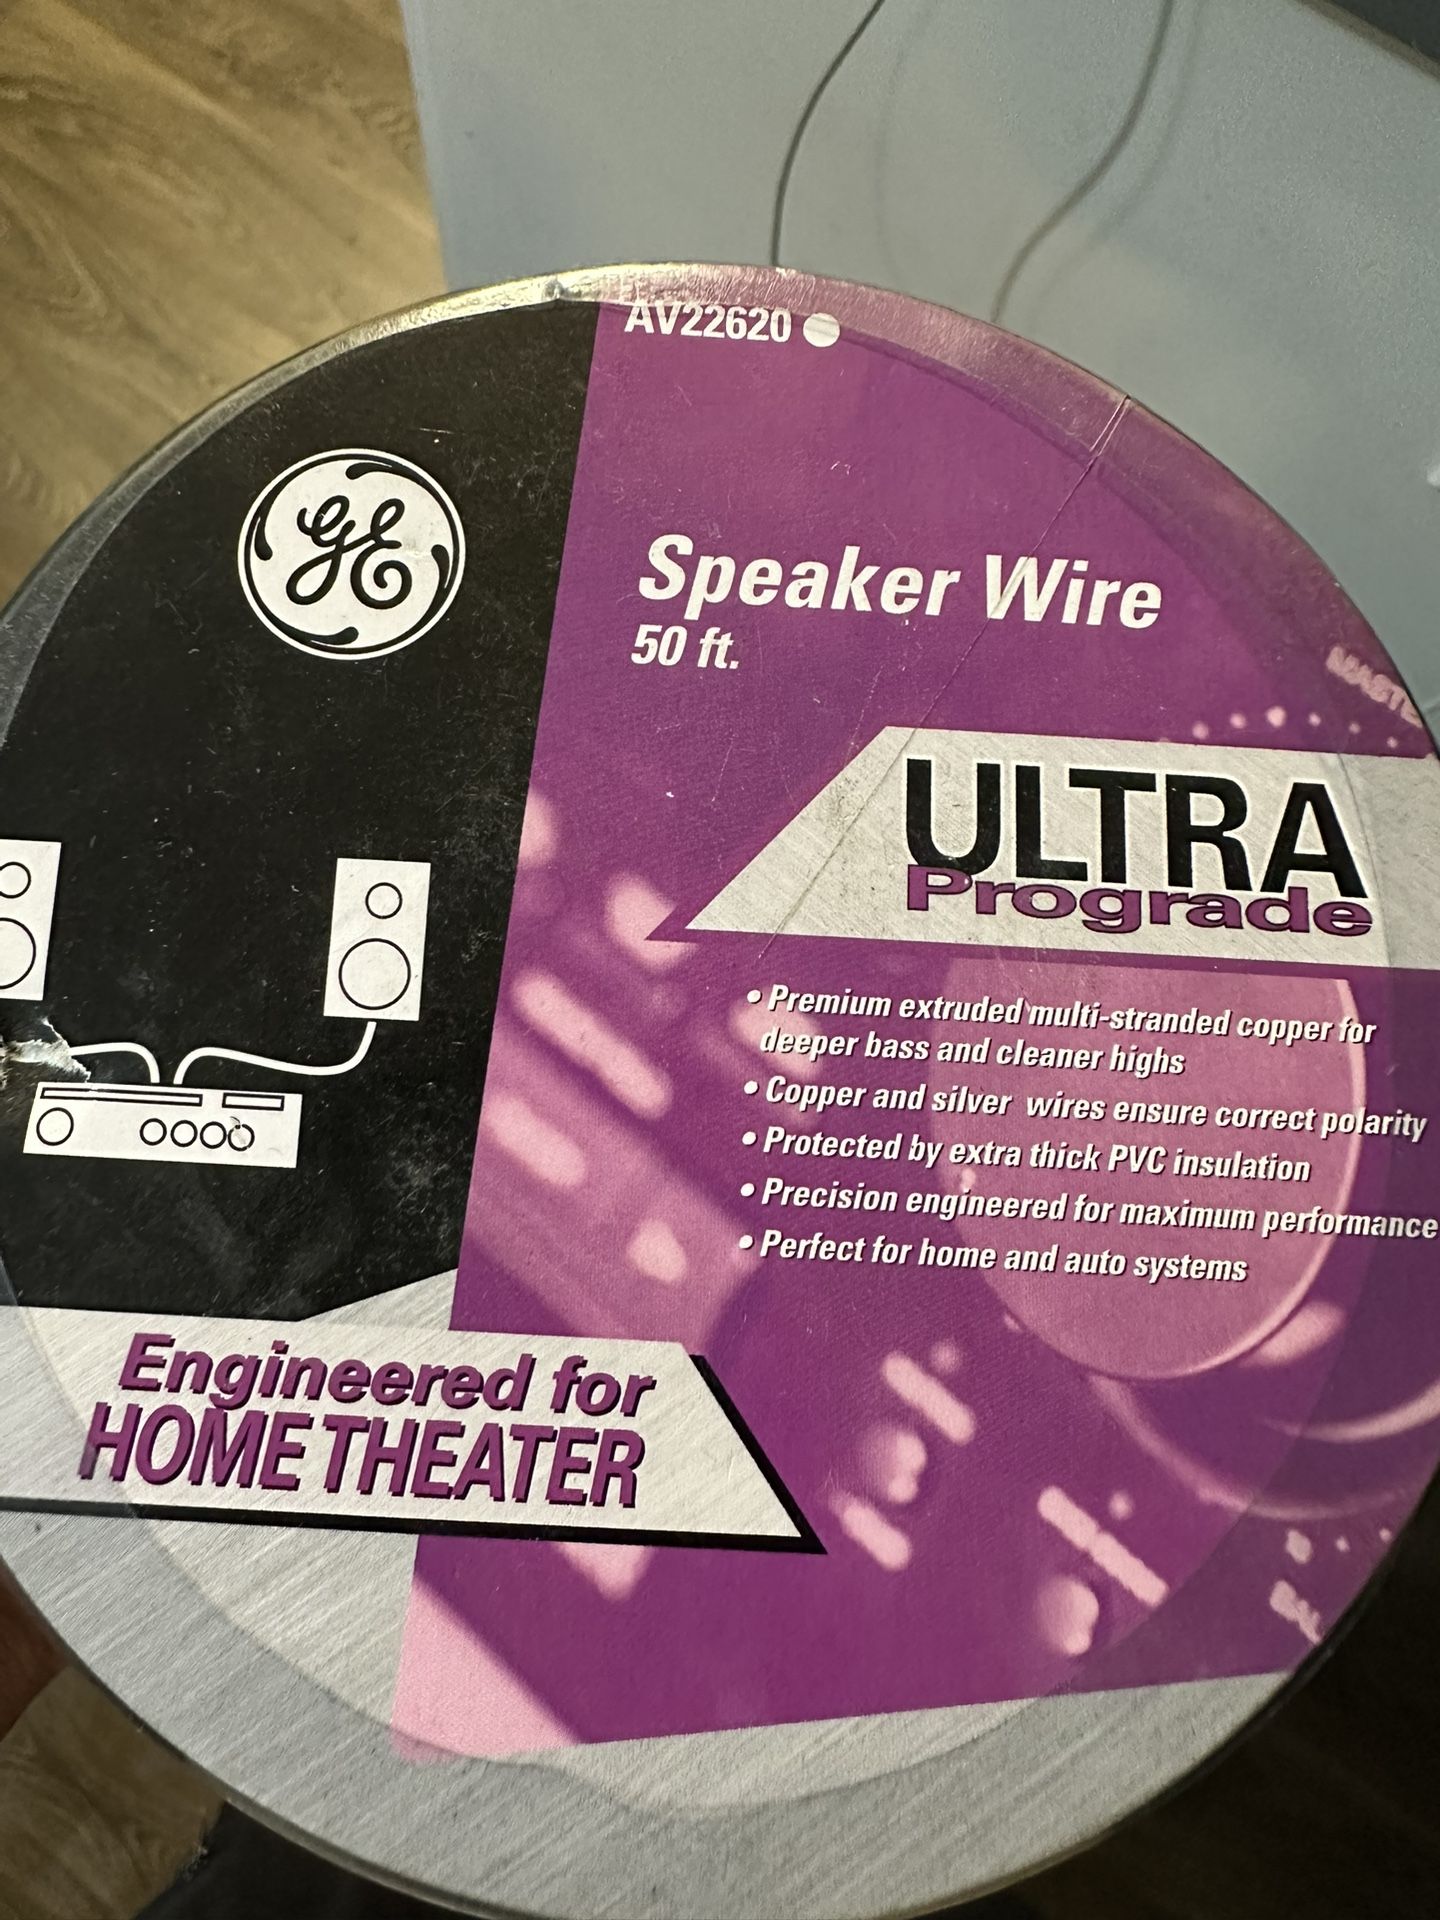 AV22620
GE
Speaker Wire
50 ft.
MASTE
ULTRA
Prograde
• Premium extruded multi-stranded copper for
deeper bass and cleaner highs
• Copper and silver wires ensure correct polarity
• Protected by extra thick PVC insulation
• Precision engineered for maximum performance
• Perfect for home and auto systems
Engineered for
HOME THEATER
BAL